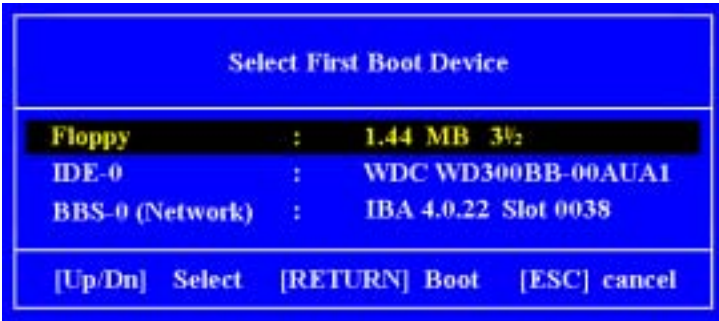 Select First Boot Device
Floppy : 1.44 MB 3½
IDE-0 : WDC WD300BB-00AUA1
BBS-0 (Network) : IBA 4.0.22 Slot 0038
[Up/Dn] Select [RETURN] Boot [ESC] cancel